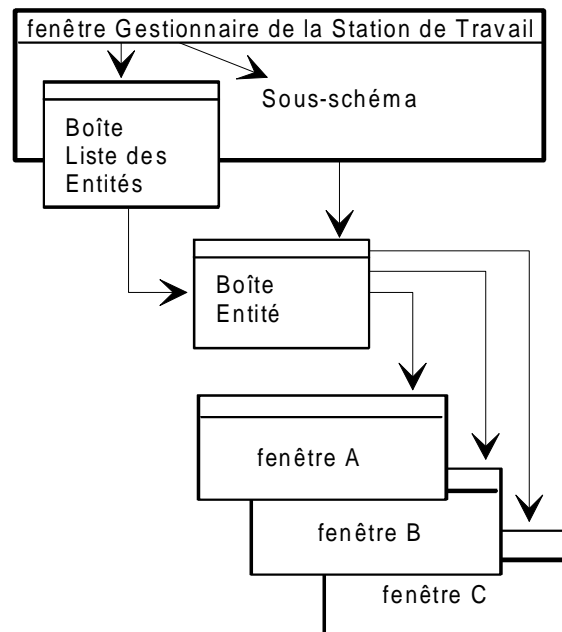 fenêtre Gestionnaire de la Station de Travail
Sous-schéma
Boîte
Liste des
Entités
Boîte
Entité
fenêtre A
fenêtre B
fenêtre C